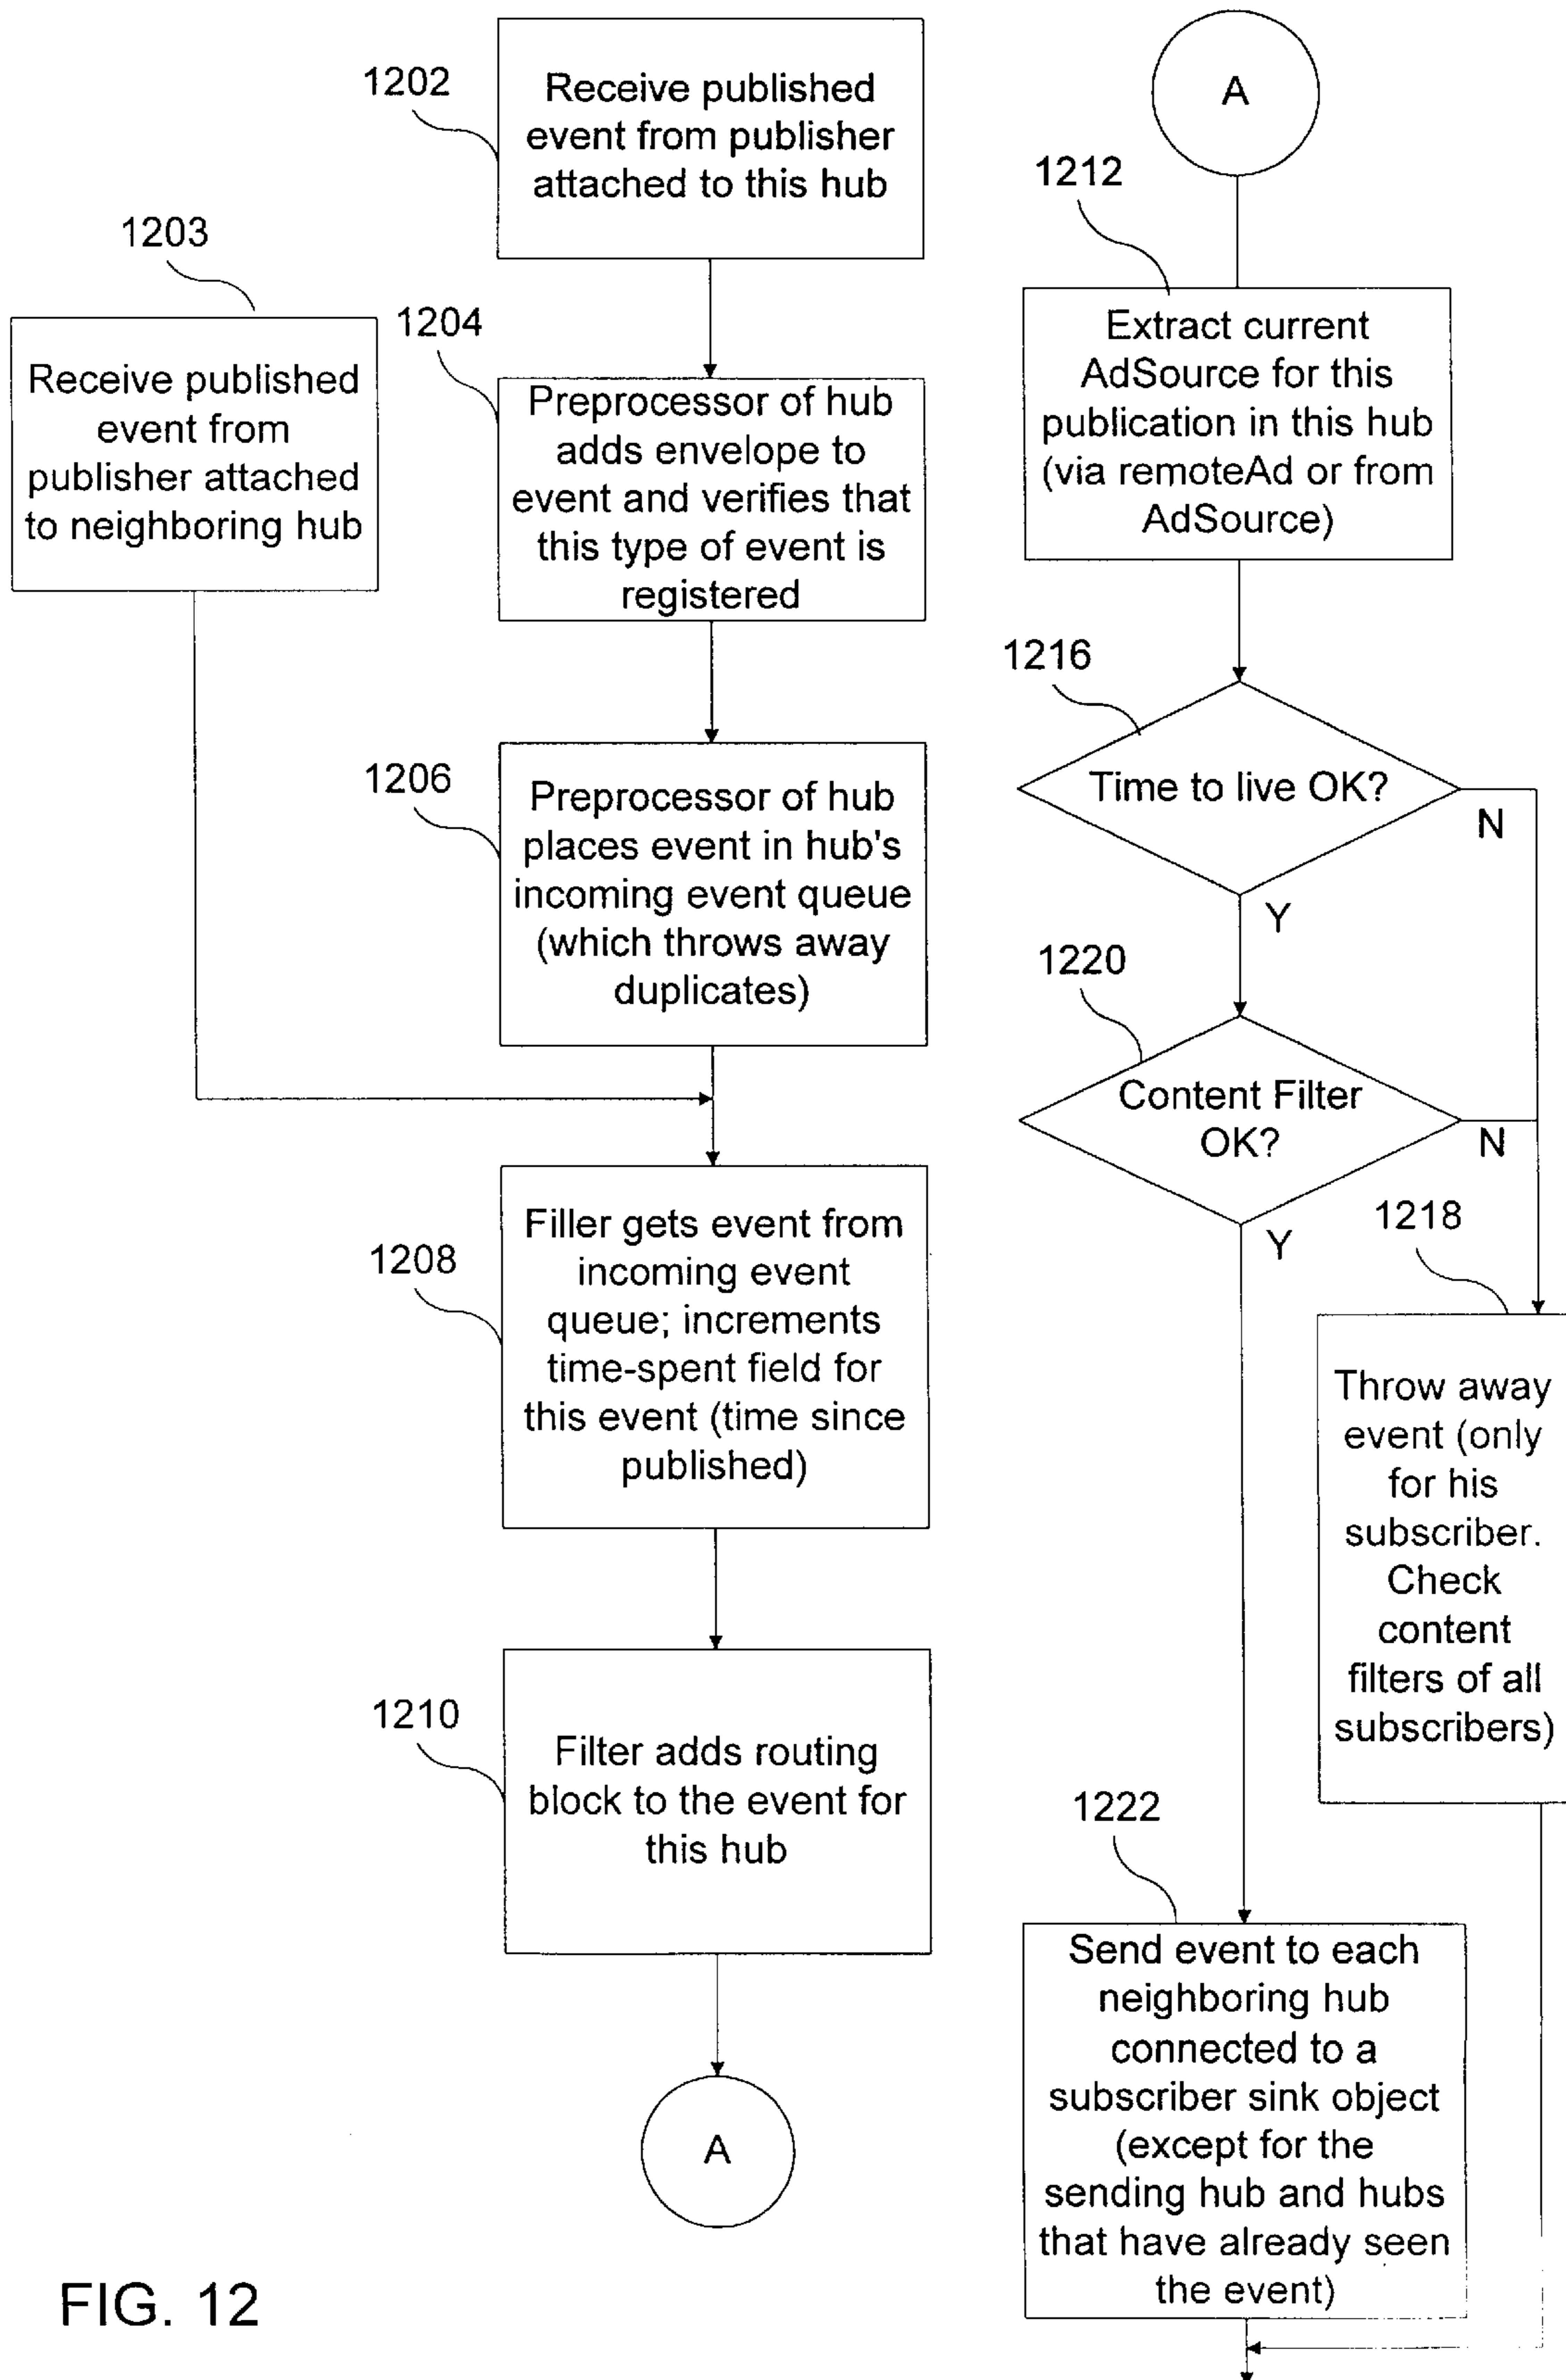 1202
Receive published
event from publisher
attached to this hub
1203
Receive published
event from
publisher attached
to neighboring hub
1204
Preprocessor of hub
adds envelope to
event and verifies that
this type of event is
registered
1206
Preprocessor of hub
places event in hub's
incoming event queue
(which throws away
duplicates)
1208
Filler gets event from
incoming event
queue; increments
time-spent field for
this event (time since
published)
1210
Filter adds routing
block to the event for
this hub
A
A
1212
Extract current
AdSource for this
publication in this hub
(via remoteAd or from
AdSource)
1216
Time to live OK?
N
Y
1220
Content Filter
OK?
N
Y
1218
Throw away
event (only
for his
subscriber.
Check
content
filters of all
subscribers)
1222
Send event to each
neighboring hub
connected to a
subscriber sink object
(except for the
sending hub and hubs
that have already seen
the event)
FIG. 12